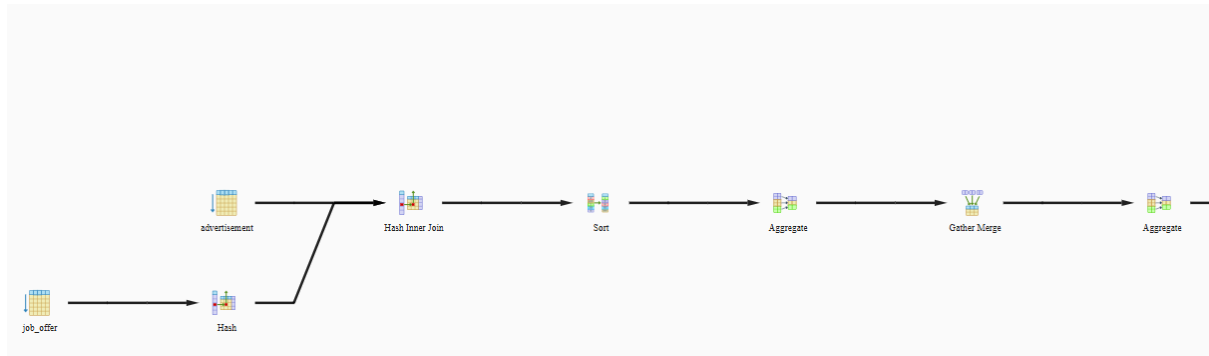 advertisement
Hash Inner Join
Sort
Aggregate
Gather Merge
Aggregate
job_offer
Hash